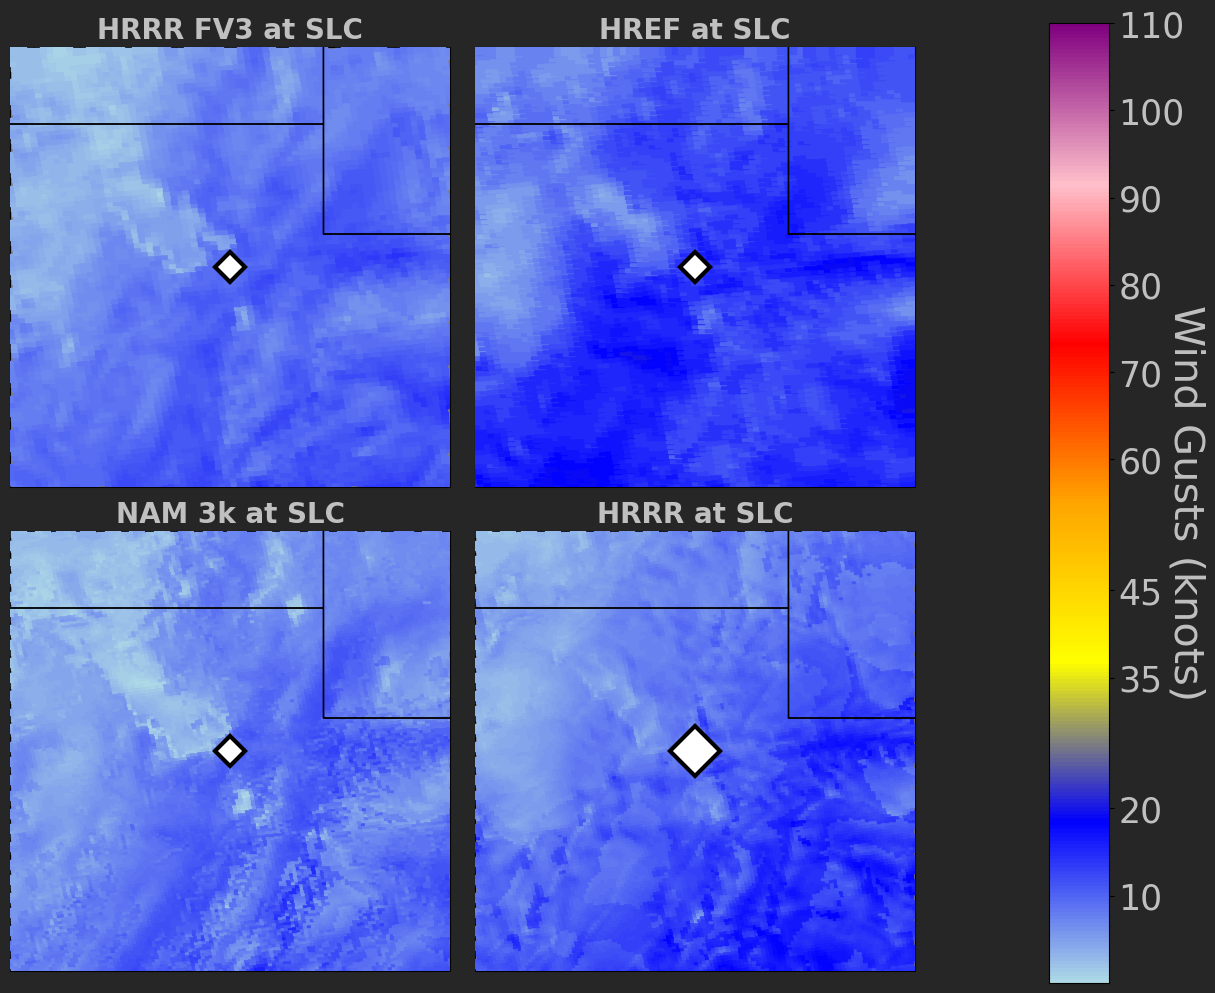 HRRR FV3 at SLC
HREF at SLC
NAM 3k at SLC
HRRR at SLC
110
100
90
80
70
60
45
35
20
10
Wind Gusts (knots)